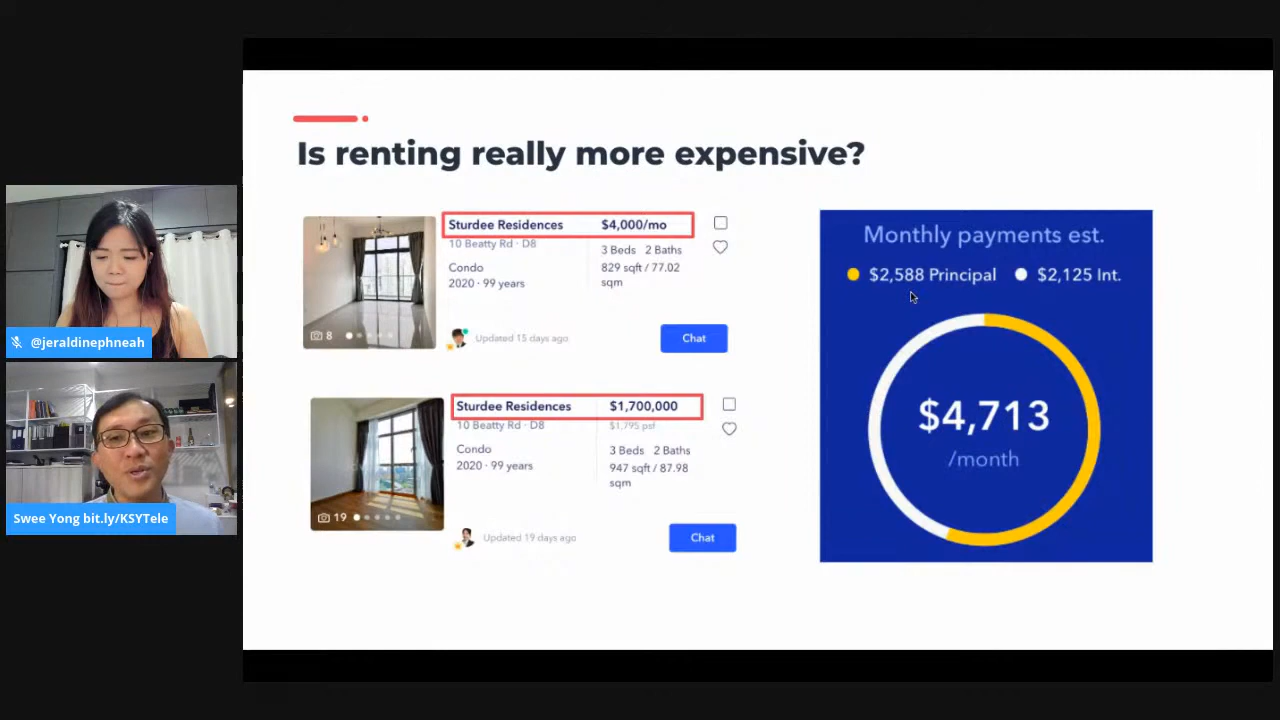 Is renting really more expensive?
Sturdee Residences $4,000/mo
10 Beatty Rd · D8
3 Beds 2 Baths
Condo
829 sqft / 77.02
sqm
2020 · 99 years
8
Updated 15 days ago
Chat
Sturdee Residences $1,700,000
10 Beatty Rd · D8
$1,795 psf
Condo
3 Beds 2 Baths
2020 · 99 years
947 sqft / 87.98
sqm
19
Updated 19 days ago
Chat
Monthly payments est.
$2,588 Principal $2,125 Int.
$4,713
/month
@jeraldinephneah
Swee Yong bit.ly/KSYTele